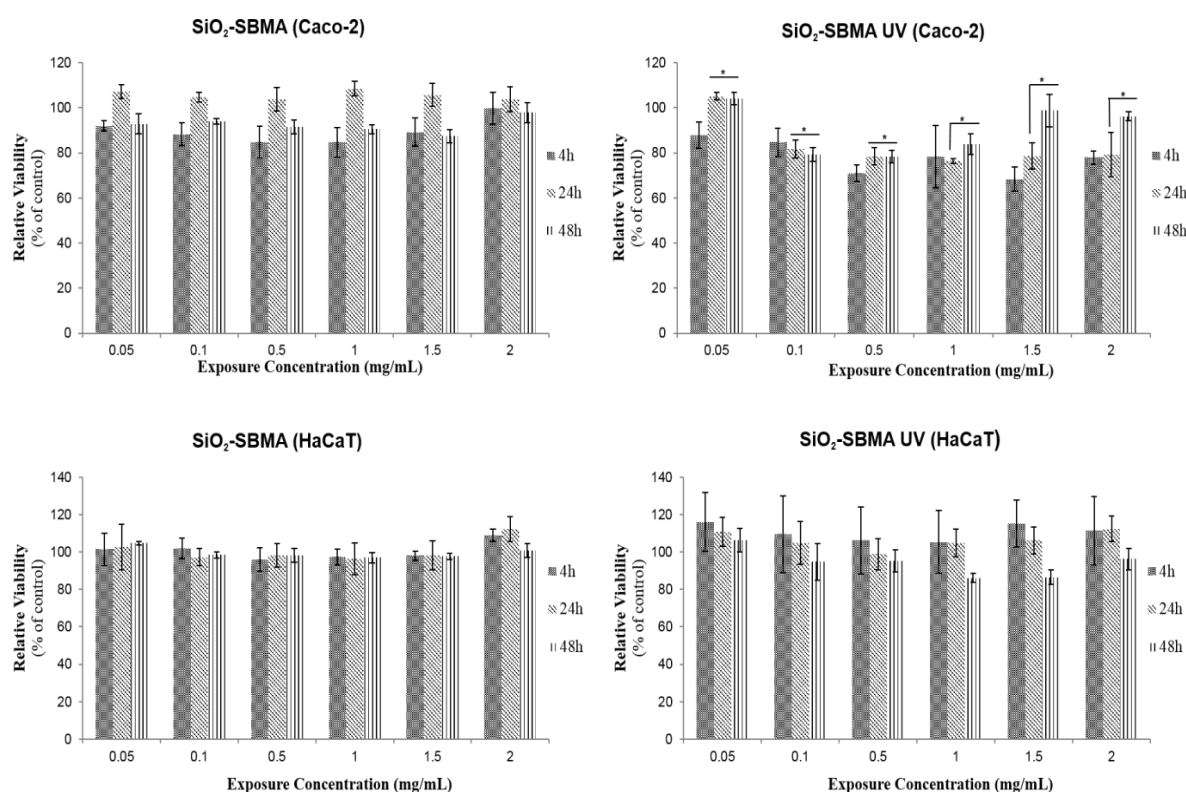 SiO₂-SBMA (Caco-2)
120
100
80
60
40
20
0
Relative Viability
(% of control)
0.05 0.1 0.5 1 1.5 2
Exposure Concentration (mg/mL)
4h
24h
48h
SiO₂-SBMA UV (Caco-2)
120
100
80
60
40
20
0
Relative Viability
(% of control)
* * * * * *
0.05 0.1 0.5 1 1.5 2
Exposure Concentration (mg/mL)
4h
24h
48h
SiO₂-SBMA (HaCaT)
140
120
100
80
60
40
20
0
Relative Viability
(% of control)
0.05 0.1 0.5 1 1.5 2
Exposure Concentration (mg/mL)
4h
24h
48h
SiO₂-SBMA UV (HaCaT)
140
120
100
80
60
40
20
0
Relative Viability
(% of control)
0.05 0.1 0.5 1 1.5 2
Exposure Concentration (mg/mL)
4h
24h
48h